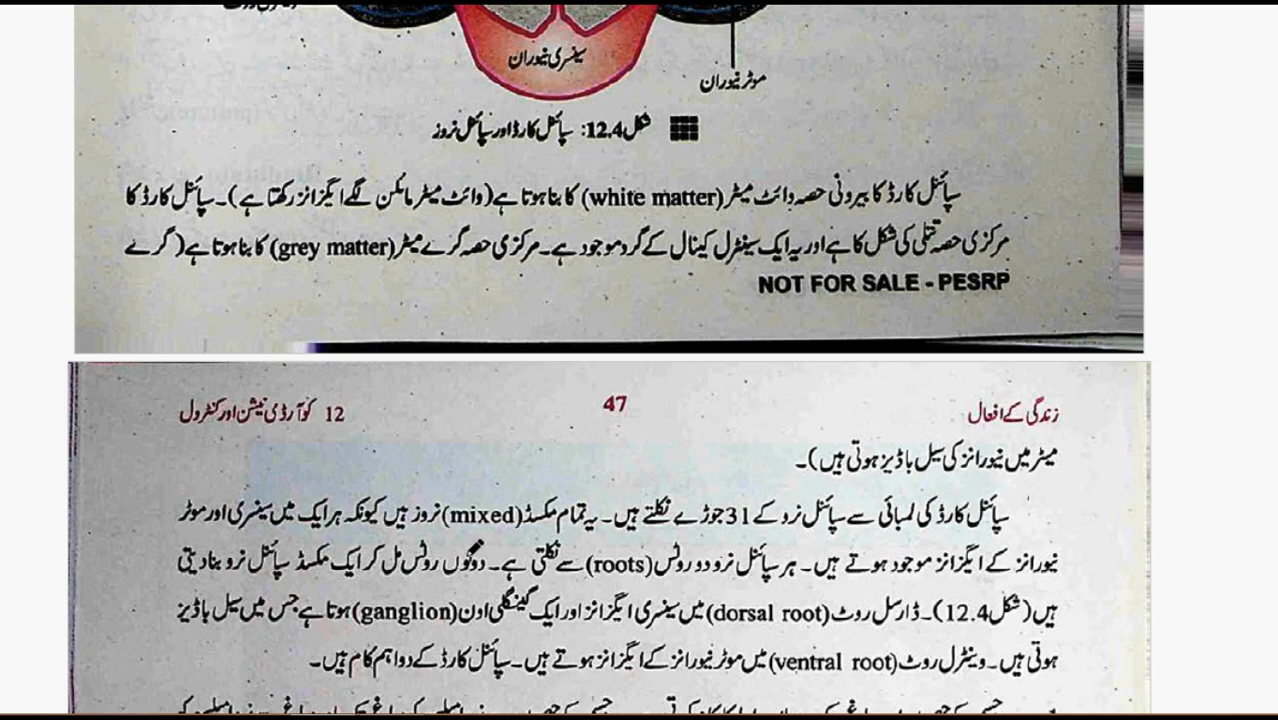 سینسری نیوران
موٹر نیوران
شکل 12.4: سپائنل کارڈ اور سپائنل نروز
سپائنل کارڈ کا بیرونی حصہ وائٹ میٹر (white matter) کا بنا ہوتا ہے (وائٹ میٹر مائلن لگے ایگزانز رکھتا ہے)۔ سپائنل کارڈ کا
مرکزی حصہ تتلی کی شکل کا ہے اور یہ ایک سینٹرل کینال کے گرد موجود ہے۔ مرکزی حصہ گرے میٹر (grey matter) کا بنا ہوتا ہے (گرے
NOT FOR SALE - PESRP
زندگی کے افعال 47 12 کوآرڈی نیشن اور کنٹرول
میٹر میں نیورانز کی سیل باڈیز ہوتی ہیں)۔
سپائنل کارڈ کی لمبائی سے سپائنل نرو کے 31 جوڑے نکلتے ہیں۔ یہ تمام مکسڈ (mixed) نروز ہیں کیونکہ ہر ایک میں سینسری اور موٹر
نیورانز کے ایگزانز موجود ہوتے ہیں۔ ہر سپائنل نرو دو روٹس (roots) سے نکلتی ہے۔ دونوں روٹس مل کر ایک مکسڈ سپائنل نرو بنا دیتی
ہیں (شکل 12.4)۔ ڈارسل روٹ (dorsal root) میں سینسری ایگزانز اور ایک گینگلی اون (ganglion) ہوتا ہے جس میں سیل باڈیز
ہوتی ہیں۔ وینٹرل روٹ (ventral root) میں موٹر نیورانز کے ایگزانز ہوتے ہیں۔ سپائنل کارڈ کے دو اہم کام ہیں۔